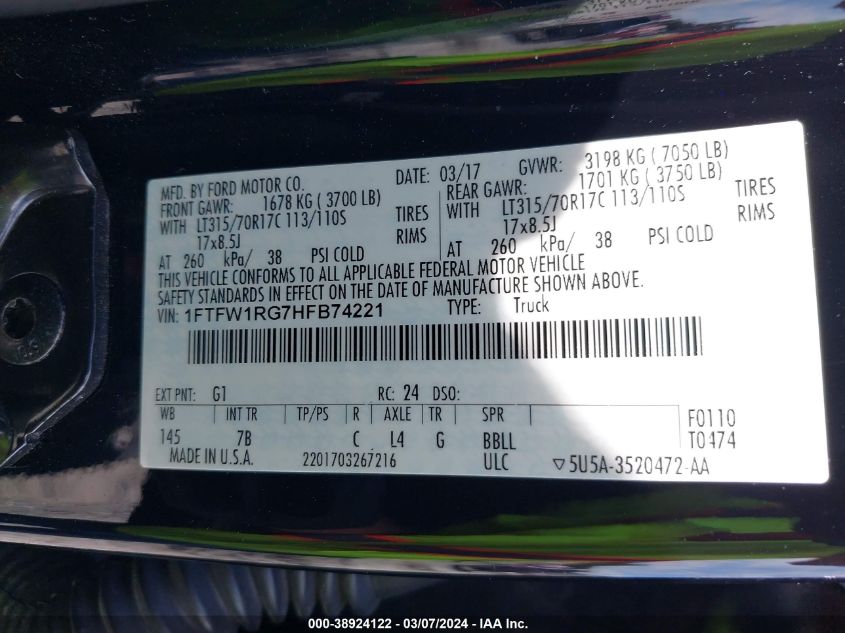 MFD. BY FORD MOTOR CO. DATE: 03/17 GVWR: 3198 KG ( 7050 LB)
FRONT GAWR: 1678 KG ( 3700 LB) REAR GAWR: 1701 KG ( 3750 LB)
WITH LT315/70R17C 113/110S TIRES WITH LT315/70R17C 113/110S TIRES
17x8.5J RIMS 17x8.5J RIMS
AT 260 kPa/ 38 PSI COLD AT 260 kPa/ 38 PSI COLD
THIS VEHICLE CONFORMS TO ALL APPLICABLE FEDERAL MOTOR VEHICLE
SAFETY STANDARDS IN EFFECT ON THE DATE OF MANUFACTURE SHOWN ABOVE.
VIN: 1FTFW1RG7HFB74221 TYPE: Truck
EXT PNT: G1 RC: 24 DSO:
WB INT TR TP/PS R AXLE TR SPR F0110
145 7B C L4 G BBLL T0474
MADE IN U.S.A. 2201703267216 ULC ▽5U5A-3520472-AA
000-38924122 - 03/07/2024 - IAA Inc.